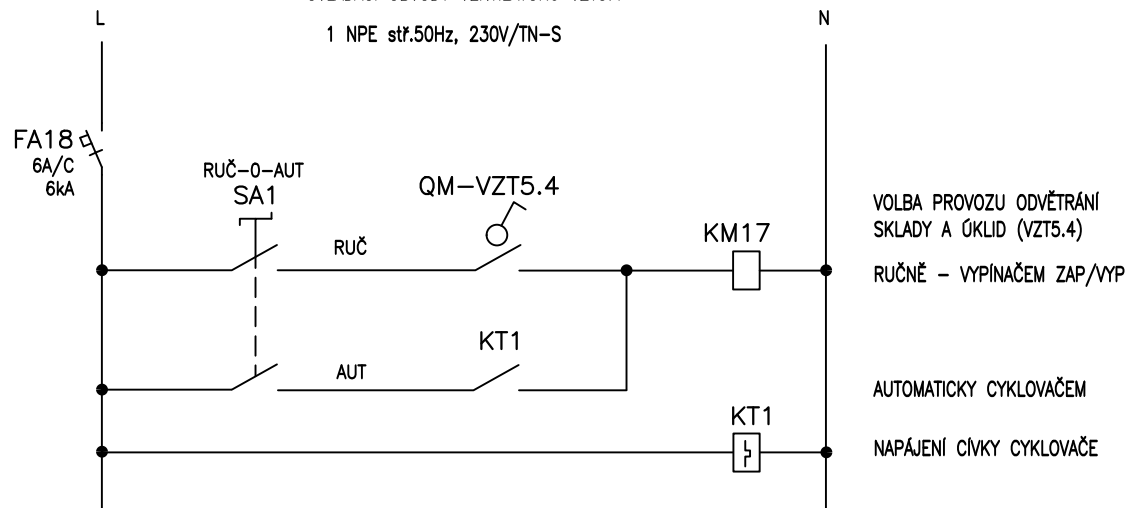 L
N
1 NPE stř.50Hz, 230V/TN-S
FA18
6A/C
6kA
RUČ-0-AUT
SA1
QM-VZT5.4
RUČ
KM17
VOLBA PROVOZU ODVĚTRÁNÍ
SKLADY A ÚKLID (VZT5.4)
RUČNĚ - VYPÍNAČEM ZAP/VYP
KT1
AUT
AUTOMATICKY CYKLOVAČEM
KT1
NAPÁJENÍ CÍVKY CYKLOVAČE